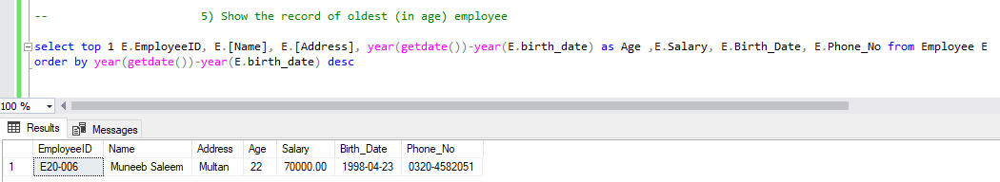 -- 5) Show the record of oldest (in age) employee
select top 1 E.EmployeeID, E.[Name], E.[Address], year(getdate())-year(E.birth_date) as Age ,E.Salary, E.Birth_Date, E.Phone_No from Employee E
order by year(getdate())-year(E.birth_date) desc
100 %
Results Messages
EmployeeID Name Address Age Salary Birth_Date Phone_No
1 E20-006 Muneeb Saleem Multan 22 70000.00 1998-04-23 0320-4582051